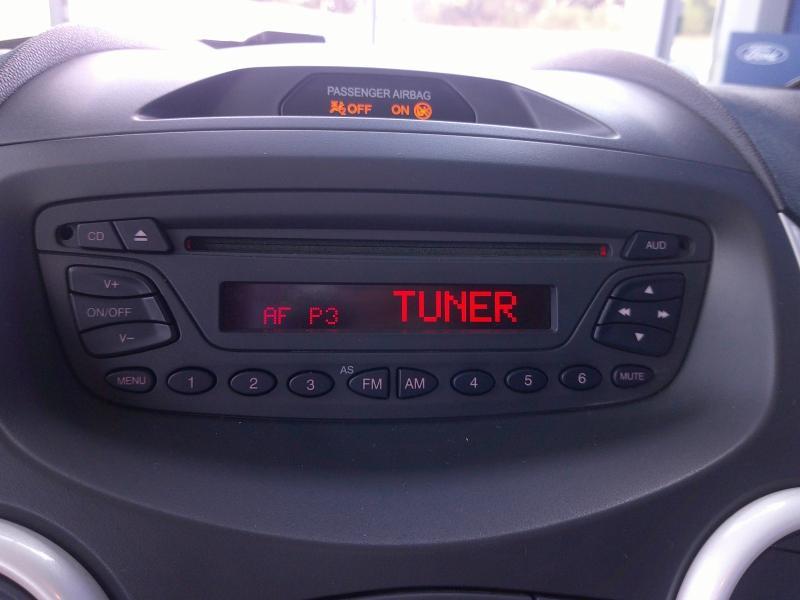 Ford
PASSENGER AIRBAG
OFF ON
CD AUD
V+
ON/OFF
V-
AF P3 TUNER
MENU 1 2 3 AS FM AM 4 5 6 MUTE